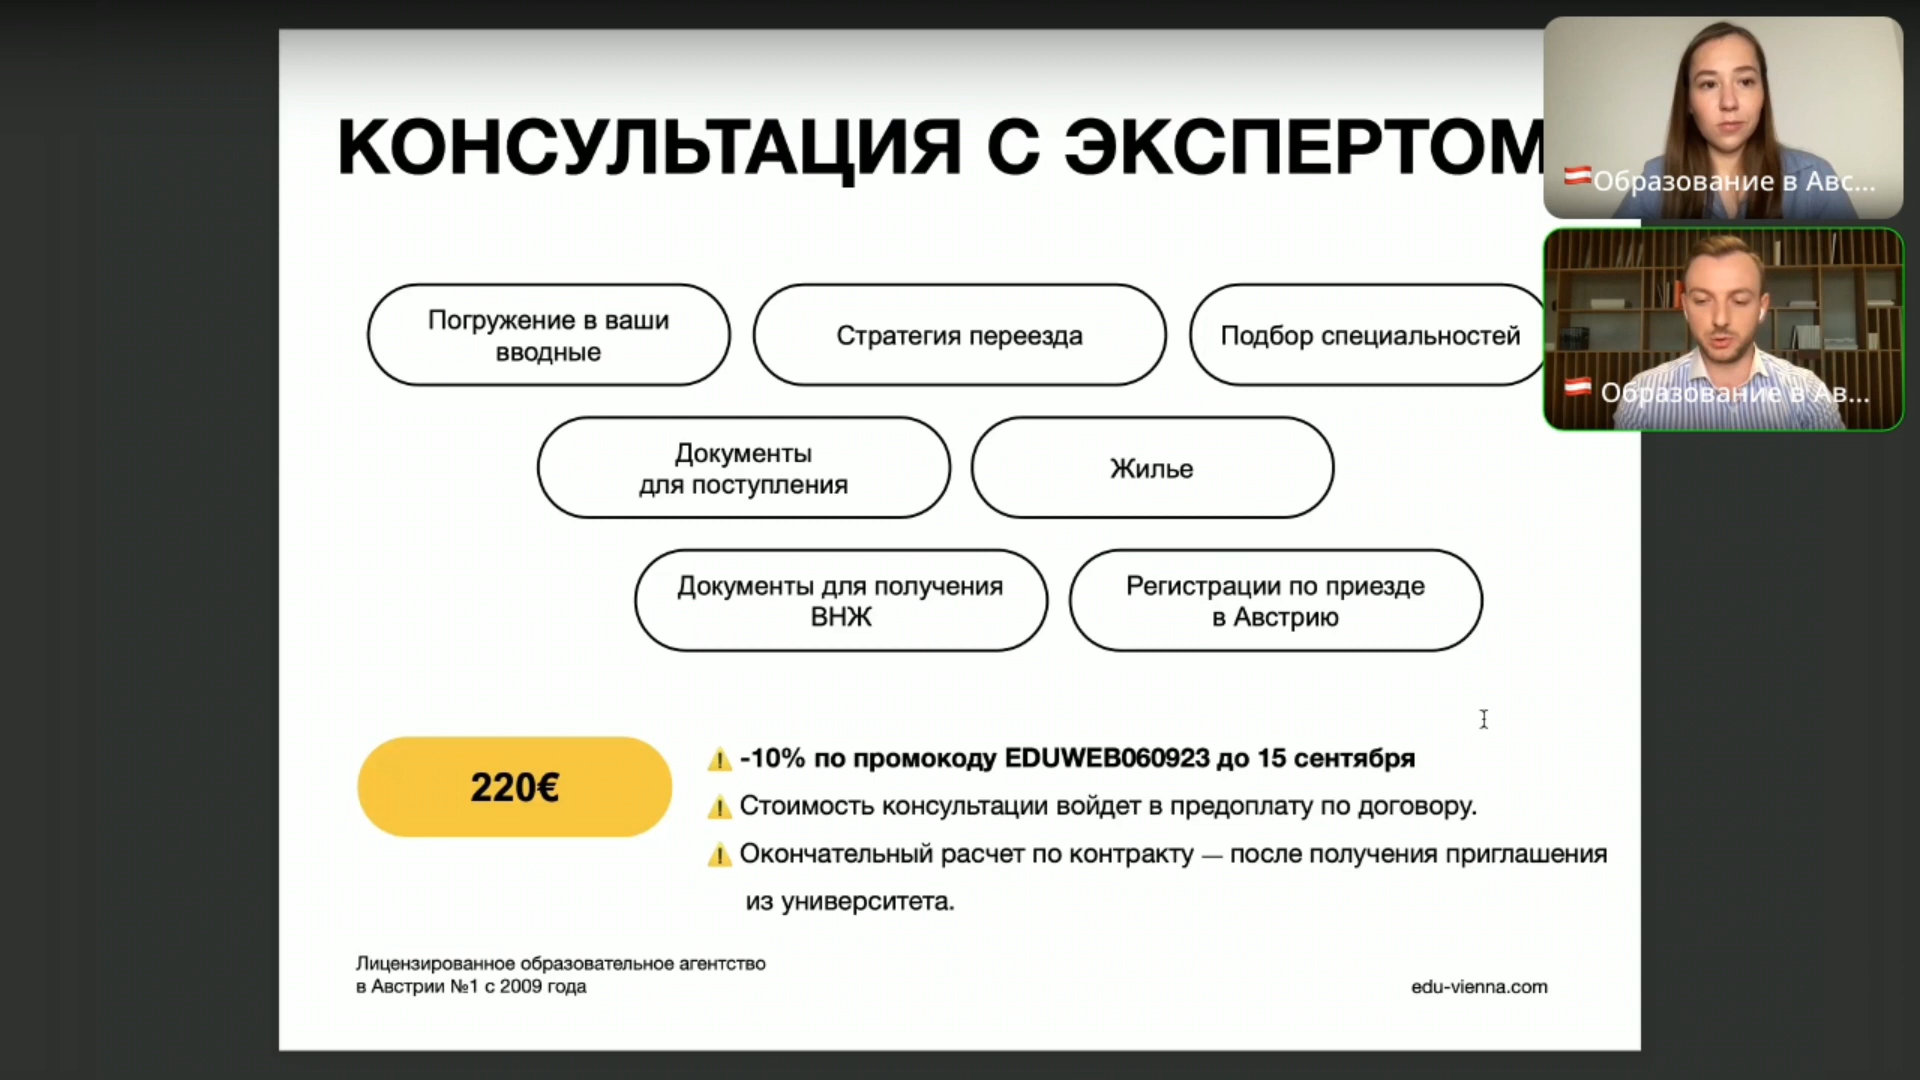 КОНСУЛЬТАЦИЯ С ЭКСПЕРТОМ
Образование в Авс...
Образование в Ав...
Погружение в ваши
вводные
Стратегия переезда
Подбор специальностей
Документы
для поступления
Жилье
Документы для получения
ВНЖ
Регистрации по приезде
в Австрию
220€
-10% по промокоду EDUWEB060923 до 15 сентября
Стоимость консультации войдет в предоплату по договору.
Окончательный расчет по контракту — после получения приглашения
из университета.
Лицензированное образовательное агентство
в Австрии №1 с 2009 года
edu-vienna.com